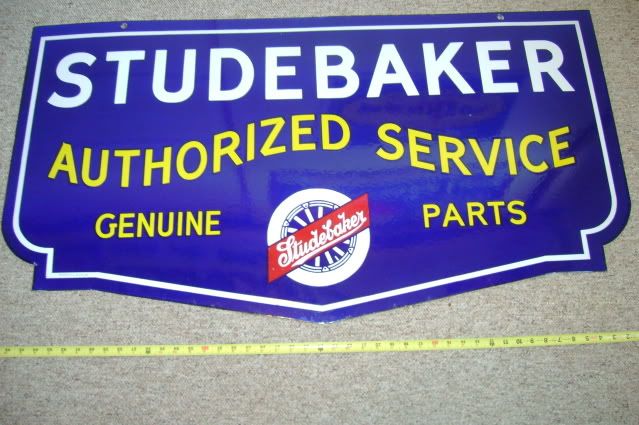 STUDEBAKER
AUTHORIZED SERVICE
GENUINE PARTS
Studebaker